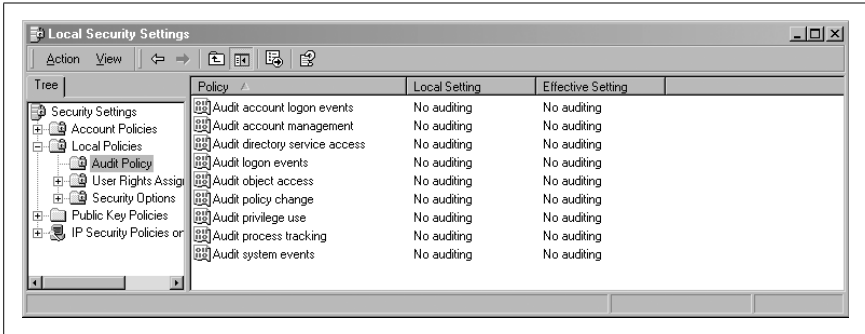 Local Security Settings
Action View
Tree
Policy Local Setting Effective Setting
Security Settings
Account Policies
Local Policies
Audit Policy
User Rights Assign
Security Options
Public Key Policies
IP Security Policies on
Audit account logon events No auditing No auditing
Audit account management No auditing No auditing
Audit directory service access No auditing No auditing
Audit logon events No auditing No auditing
Audit object access No auditing No auditing
Audit policy change No auditing No auditing
Audit privilege use No auditing No auditing
Audit process tracking No auditing No auditing
Audit system events No auditing No auditing